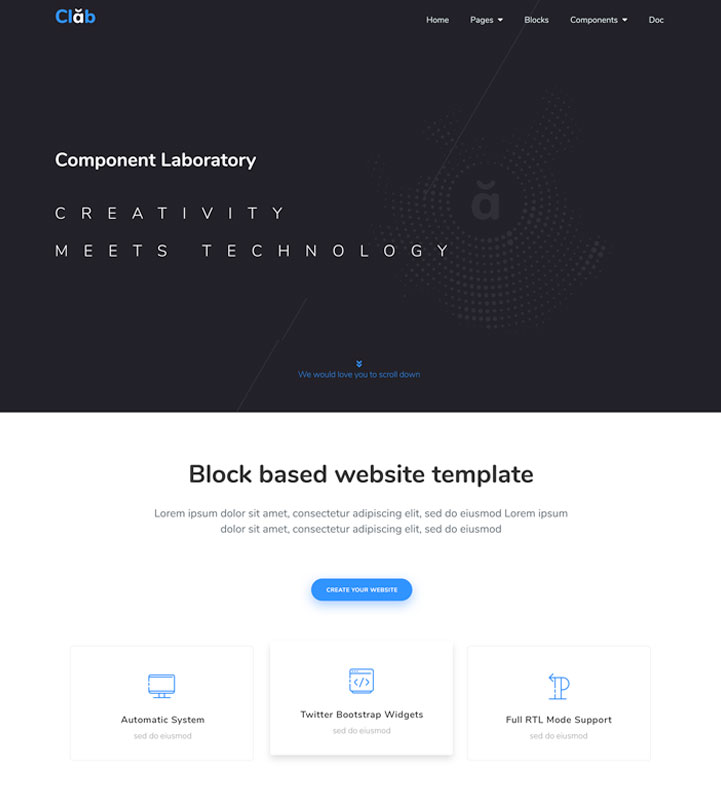 Clăb
Home Pages Blocks Components Doc
Component Laboratory
ă
CREATIVITY
MEETS TECHNOLOGY
We would love you to scroll down
Block based website template
Lorem ipsum dolor sit amet, consectetur adipiscing elit, sed do eiusmod Lorem ipsum
dolor sit amet, consectetur adipiscing elit, sed do eiusmod
CREATE YOUR WEBSITE
Automatic System
sed do eiusmod
Twitter Bootstrap Widgets
sed do eiusmod
Full RTL Mode Support
sed do eiusmod